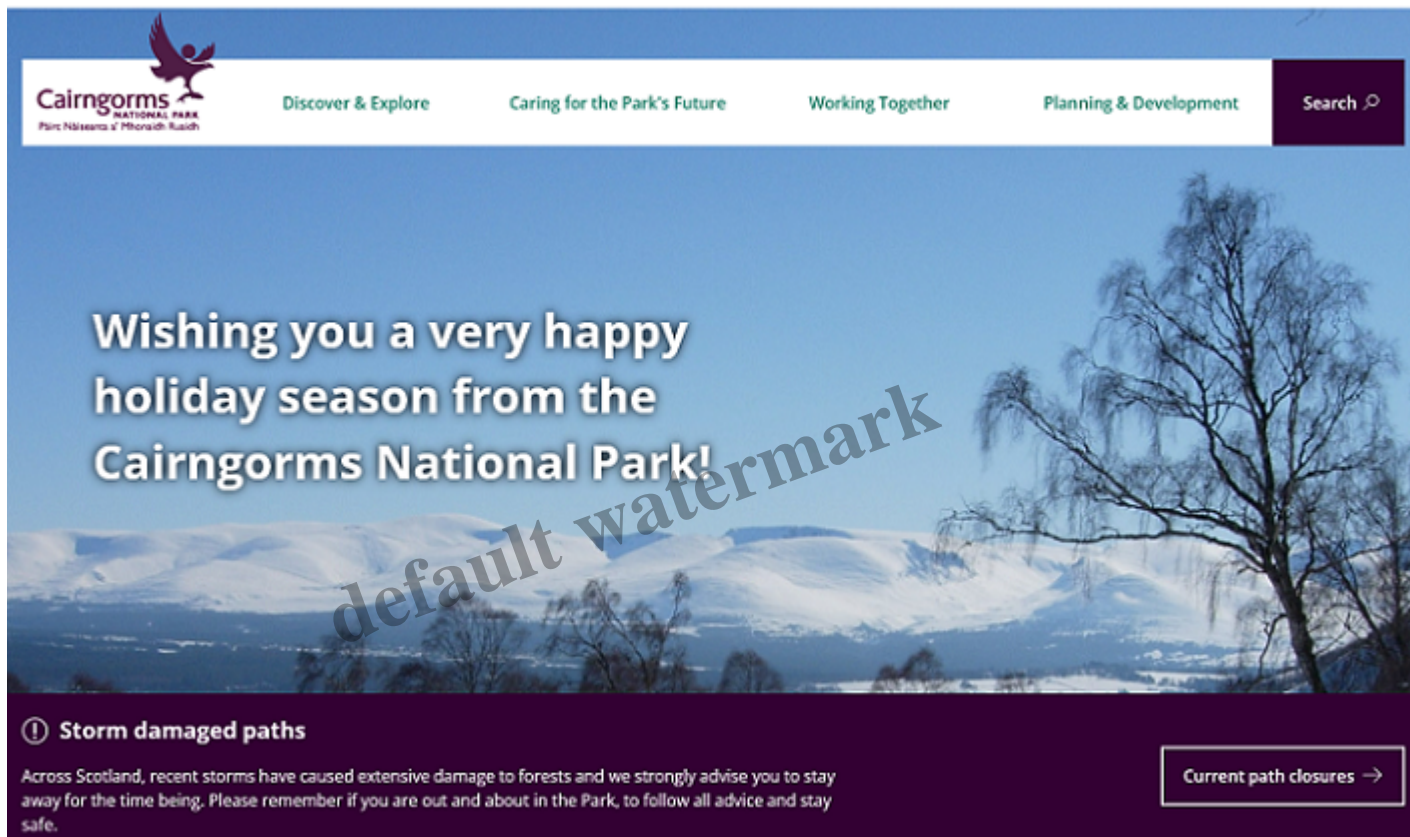 Cairngorms
NATIONAL PARK
Pàirc Nàiseanta a' Mhonaidh Ruaidh
Discover & Explore
Caring for the Park's Future
Working Together
Planning & Development
Search
Wishing you a very happy
holiday season from the
Cairngorms National Park!
default watermark
Storm damaged paths
Across Scotland, recent storms have caused extensive damage to forests and we strongly advise you to stay
away for the time being. Please remember if you are out and about in the Park, to follow all advice and stay
safe.
Current path closures →